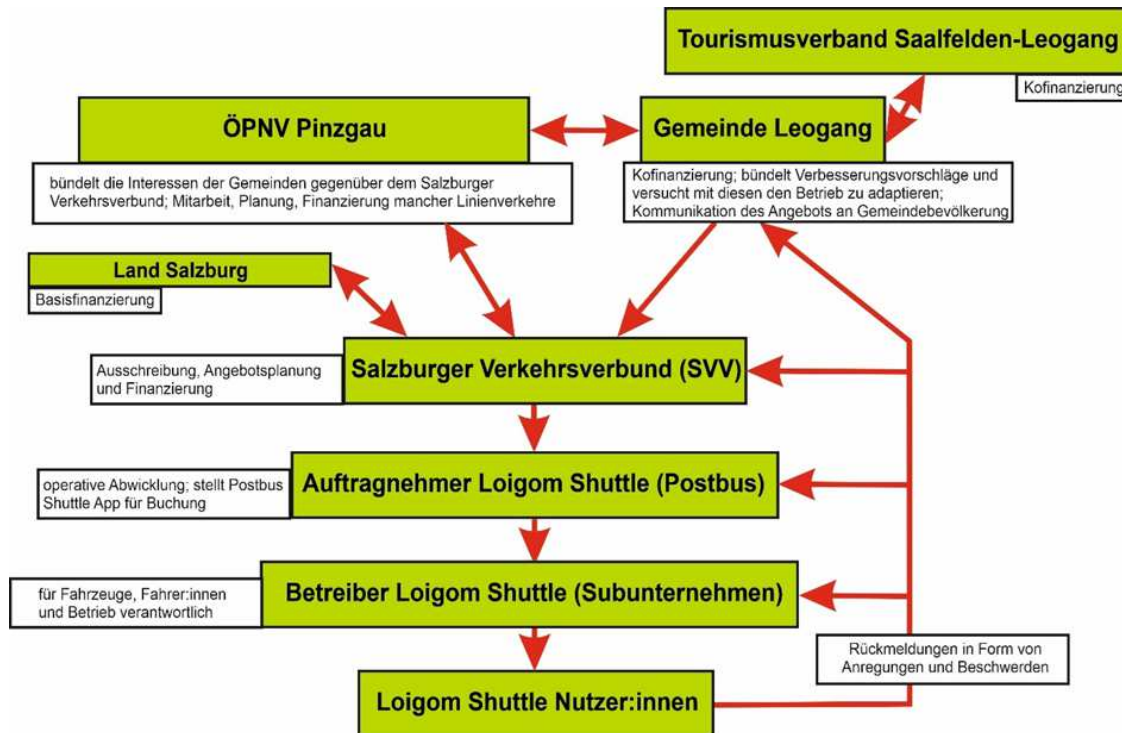 Tourismusverband Saalfelden-Leogang
Kofinanzierung
ÖPNV Pinzgau
bündelt die Interessen der Gemeinden gegenüber dem Salzburger
Verkehrsverbund; Mitarbeit, Planung, Finanzierung mancher Linienverkehre
Gemeinde Leogang
Kofinanzierung; bündelt Verbesserungsvorschläge und
versucht mit diesen den Betrieb zu adaptieren;
Kommunikation des Angebots an Gemeindebevölkerung
Land Salzburg
Basisfinanzierung
Salzburger Verkehrsverbund (SVV)
Ausschreibung, Angebotsplanung
und Finanzierung
Auftragnehmer Loigom Shuttle (Postbus)
operative Abwicklung; stellt Postbus
Shuttle App für Buchung
Betreiber Loigom Shuttle (Subunternehmen)
für Fahrzeuge, Fahrer:innen
und Betrieb verantwortlich
Rückmeldungen in Form von
Anregungen und Beschwerden
Loigom Shuttle Nutzer:innen